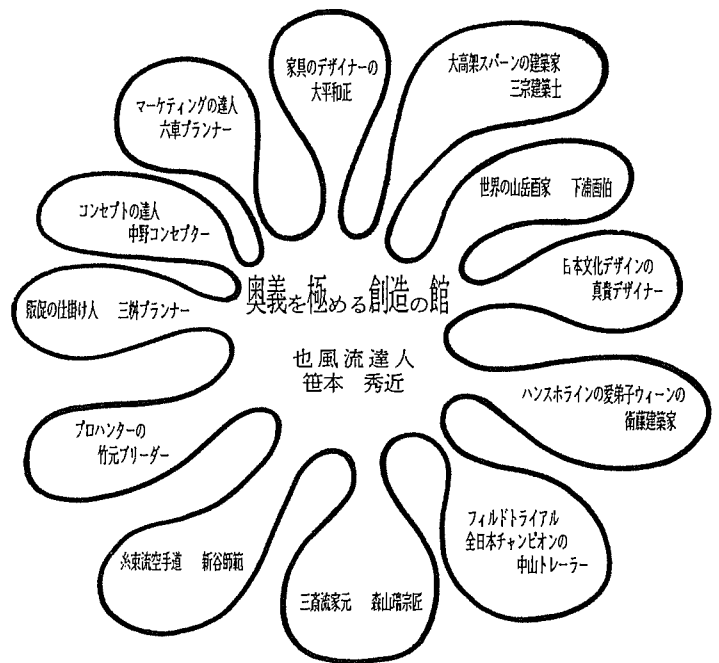 家具のデザイナーの
大平和正
大高架スパーンの建築家
三宗建築士
マーケティングの達人
六車プランナー
世界の山岳画家　下浦画伯
コンセプトの達人
中野コンセプター
日本文化デザインの
真貴デザイナー
販促の仕掛け人　三桝プランナー
奥義を極める創造の館
也風流達人
笹本　秀近
ハンスホラインの愛弟子ウィーンの
衛藤建築家
プロハンターの
竹元ブリーダー
フィルドトライアル
全日本チャンピオンの
中山トレーラー
糸東流空手道　新谷師範
三斎流家元　森山瑞宗匠